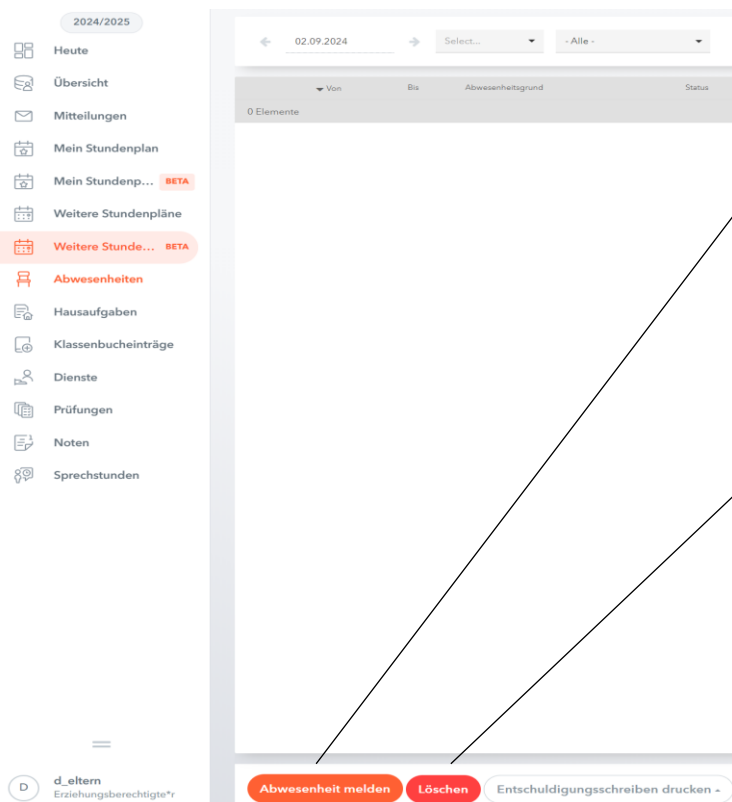 2024/2025
Heute
Übersicht
Mitteilungen
Mein Stundenplan
Mein Stundenp... BETA
Weitere Stundenpläne
Weitere Stunde... BETA
Abwesenheiten
Hausaufgaben
Klassenbucheinträge
Dienste
Prüfungen
Noten
Sprechstunden
D
d_eltern
Erziehungsberechtigte*r
02.09.2024 Select... - Alle -
Von Bis Abwesenheitsgrund Status
0 Elemente
Abwesenheit melden Löschen Entschuldigungsschreiben drucken